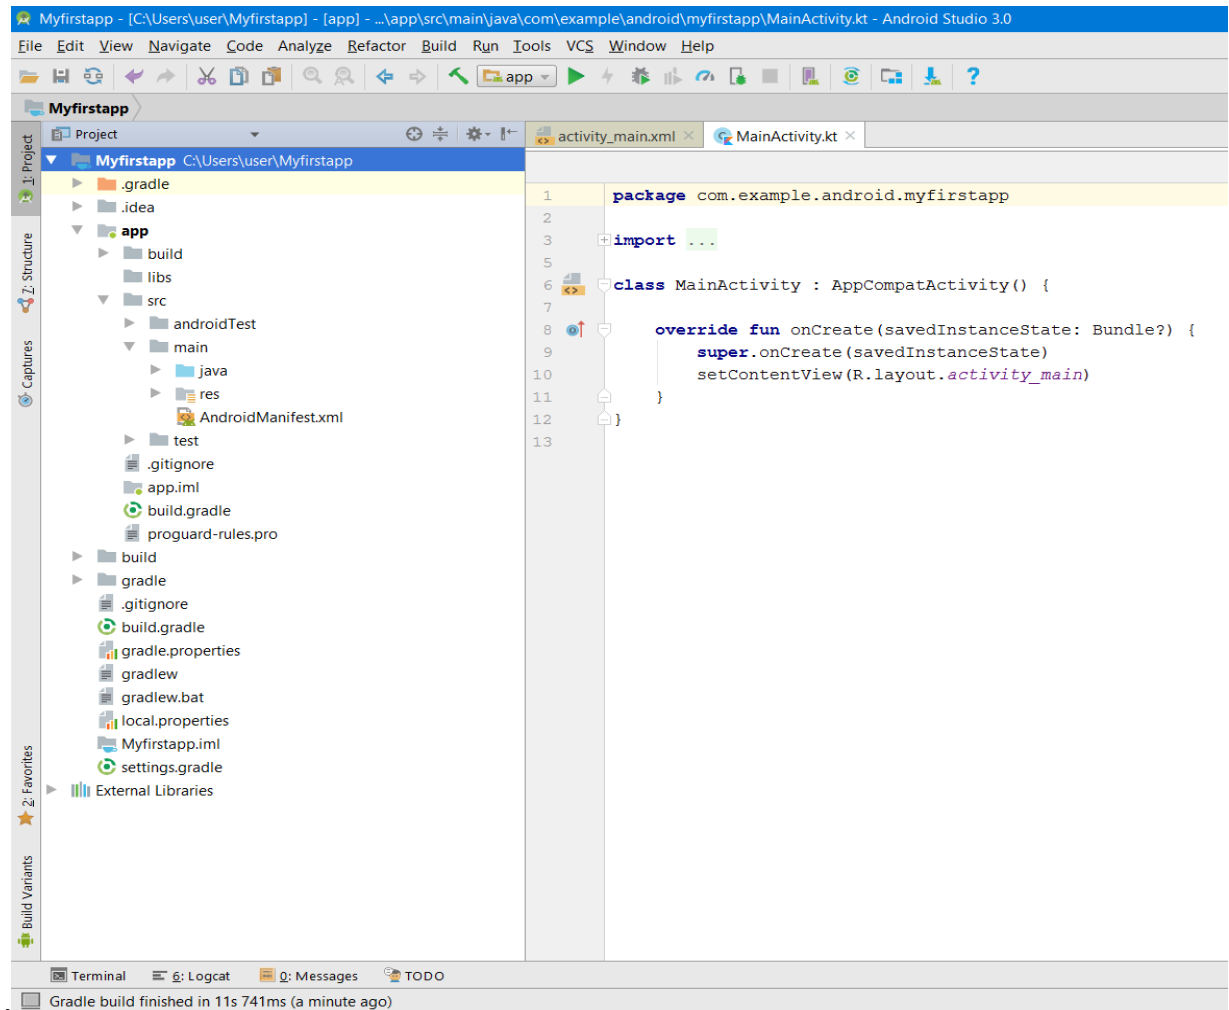 Myfirstapp - [C:\Users\user\Myfirstapp] - [app] - ...\app\src\main\java\com\example\android\myfirstapp\MainActivity.kt - Android Studio 3.0
File Edit View Navigate Code Analyze Refactor Build Run Tools VCS Window Help
app
Myfirstapp
1: Project
7: Structure
Captures
2: Favorites
Build Variants
Project
Myfirstapp C:\Users\user\Myfirstapp
.gradle
.idea
app
build
libs
src
androidTest
main
java
res
AndroidManifest.xml
test
.gitignore
app.iml
build.gradle
proguard-rules.pro
build
gradle
.gitignore
build.gradle
gradle.properties
gradlew
gradlew.bat
local.properties
Myfirstapp.iml
settings.gradle
External Libraries
activity_main.xml MainActivity.kt
1 package com.example.android.myfirstapp
2
3 import ...
5
6 class MainActivity : AppCompatActivity() {
7
8 override fun onCreate(savedInstanceState: Bundle?) {
9 super.onCreate(savedInstanceState)
10 setContentView(R.layout.activity_main)
11 }
12 }
13
Terminal 6: Logcat 0: Messages TODO
Gradle build finished in 11s 741ms (a minute ago)